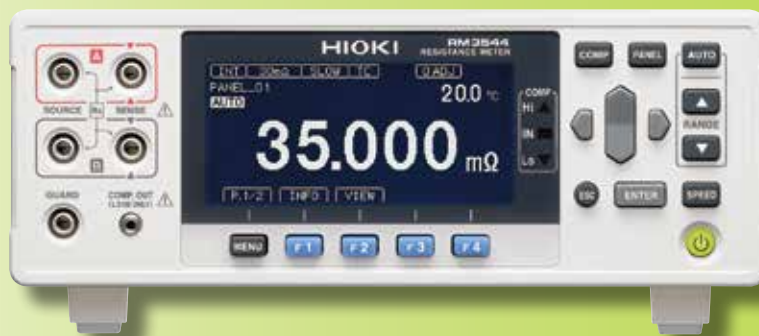 HIOKI
RM3544
RESISTANCE METER
A
SOURCE SENSE
B
GUARD
COMP. OUT
INT 30mΩ SLOW TC 0 ADJ
PANEL_01
20.0 °C
AUTO
35.000 mΩ
COMP
Hi
IN
Lo
P.1/2 INFO VIEW
MENU F1 F2 F3 F4
COMP PANEL AUTO
RANGE
ESC ENTER SPEED